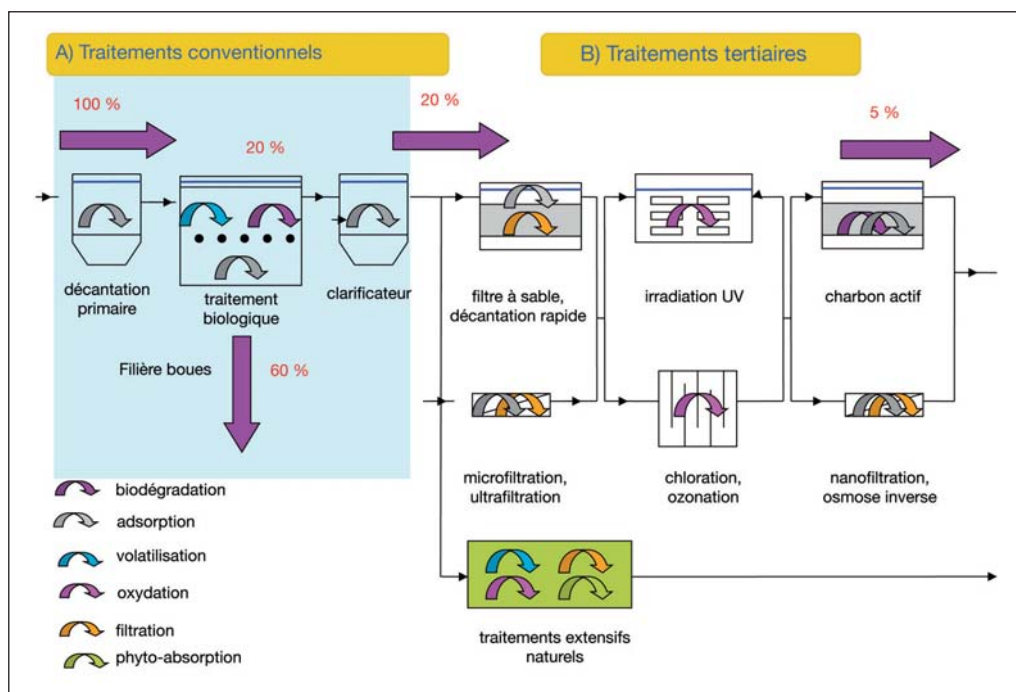 A) Traitements conventionnels
B) Traitements tertiaires
100 %
20 %
20 %
5 %
décantation
primaire
traitement
biologique
clarificateur
filtre à sable,
décantation rapide
irradiation UV
charbon actif
Filière boues
60 %
microfiltration,
ultrafiltration
chloration,
ozonation
nanofiltration,
osmose inverse
biodégradation
adsorption
volatilisation
oxydation
filtration
phyto-absorption
traitements extensifs
naturels